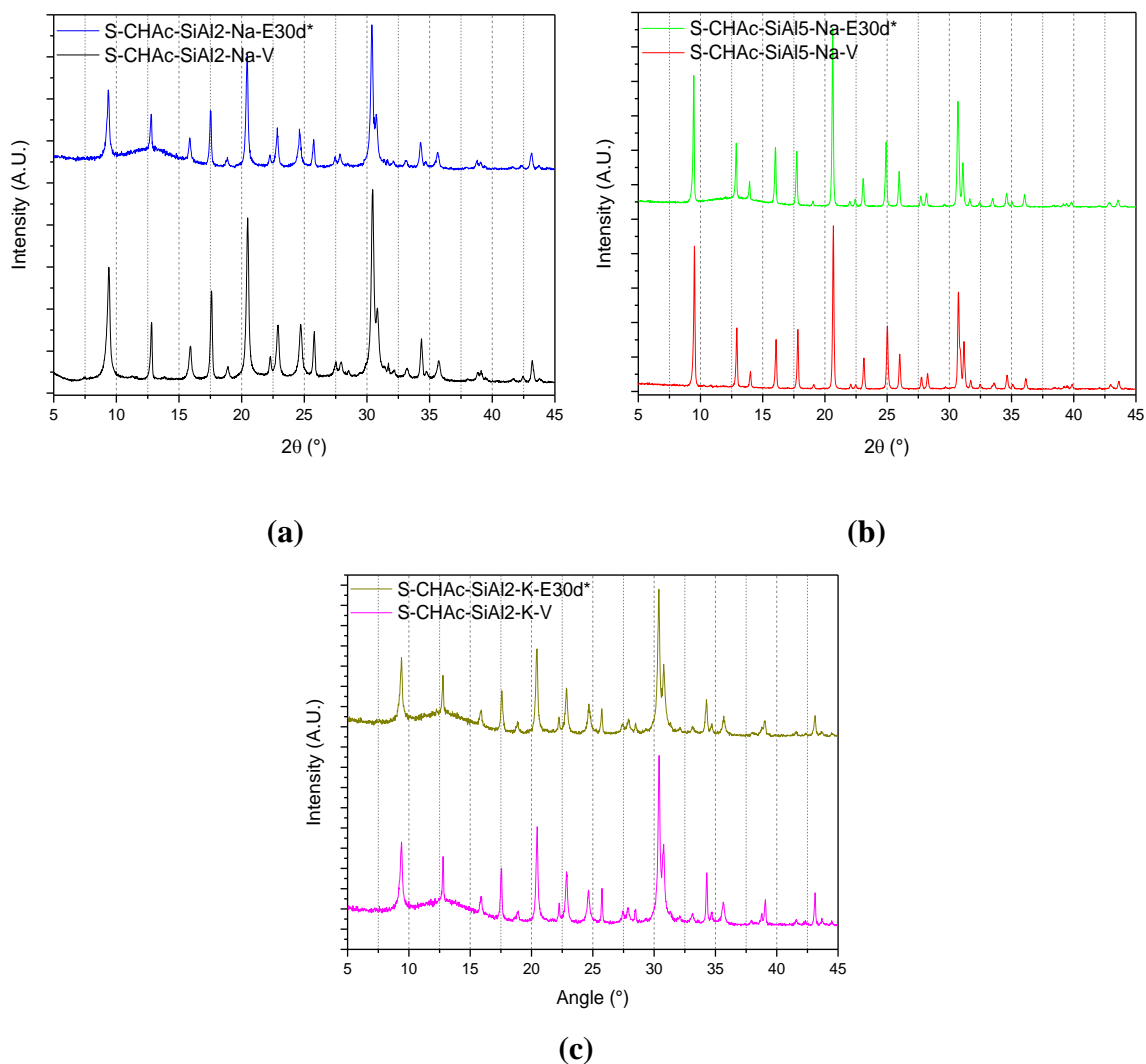 S-CHAc-SiAl2-Na-E30d*
S-CHAc-SiAl2-Na-V
Intensity (A.U.)
5 10 15 20 25 30 35 40 45
2θ (°)
(a)
S-CHAc-SiAl5-Na-E30d*
S-CHAc-SiAl5-Na-V
Intensity (A.U.)
5 10 15 20 25 30 35 40 45
2θ (°)
(b)
S-CHAc-SiAl2-K-E30d*
S-CHAc-SiAl2-K-V
Intensity (A.U.)
5 10 15 20 25 30 35 40 45
Angle (°)
(c)